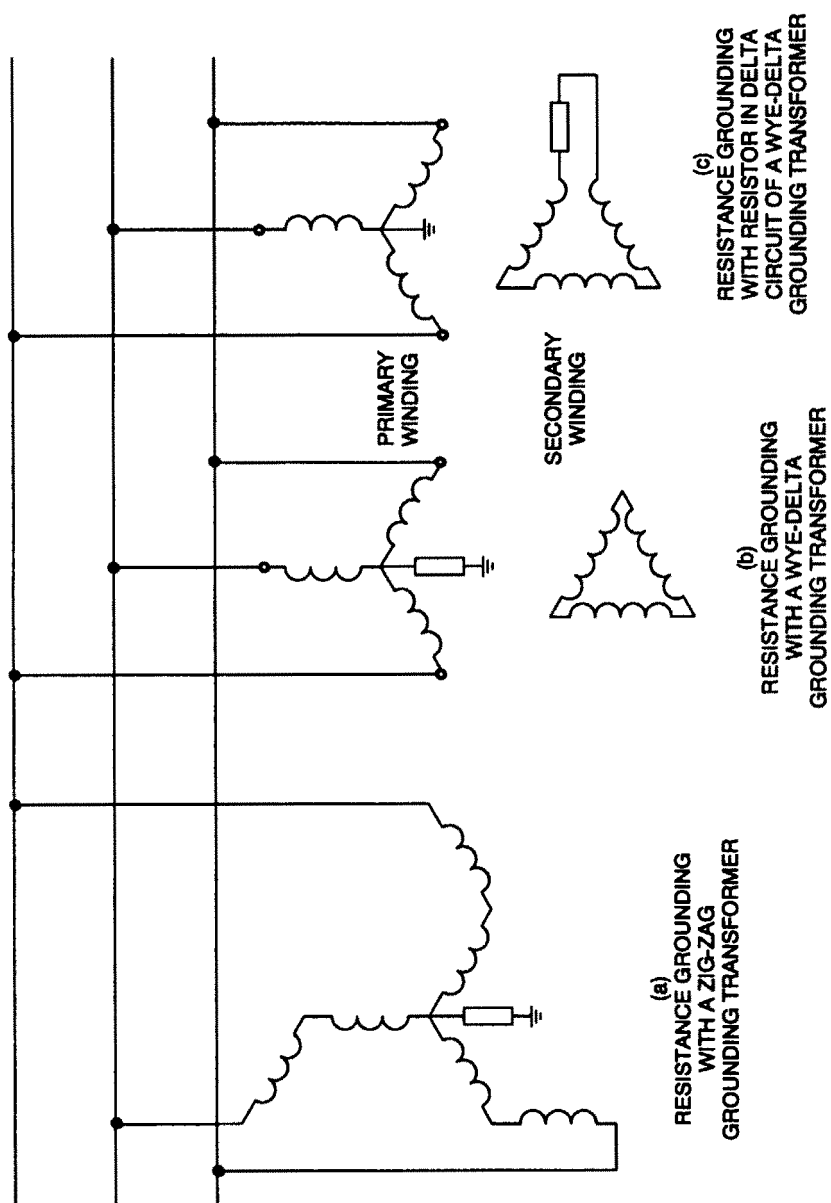 PRIMARY
WINDING
SECONDARY
WINDING
(a)
RESISTANCE GROUNDING
WITH A ZIG-ZAG
GROUNDING TRANSFORMER
(b)
RESISTANCE GROUNDING
WITH A WYE-DELTA
GROUNDING TRANSFORMER
(c)
RESISTANCE GROUNDING
WITH RESISTOR IN DELTA
CIRCUIT OF A WYE-DELTA
GROUNDING TRANSFORMER